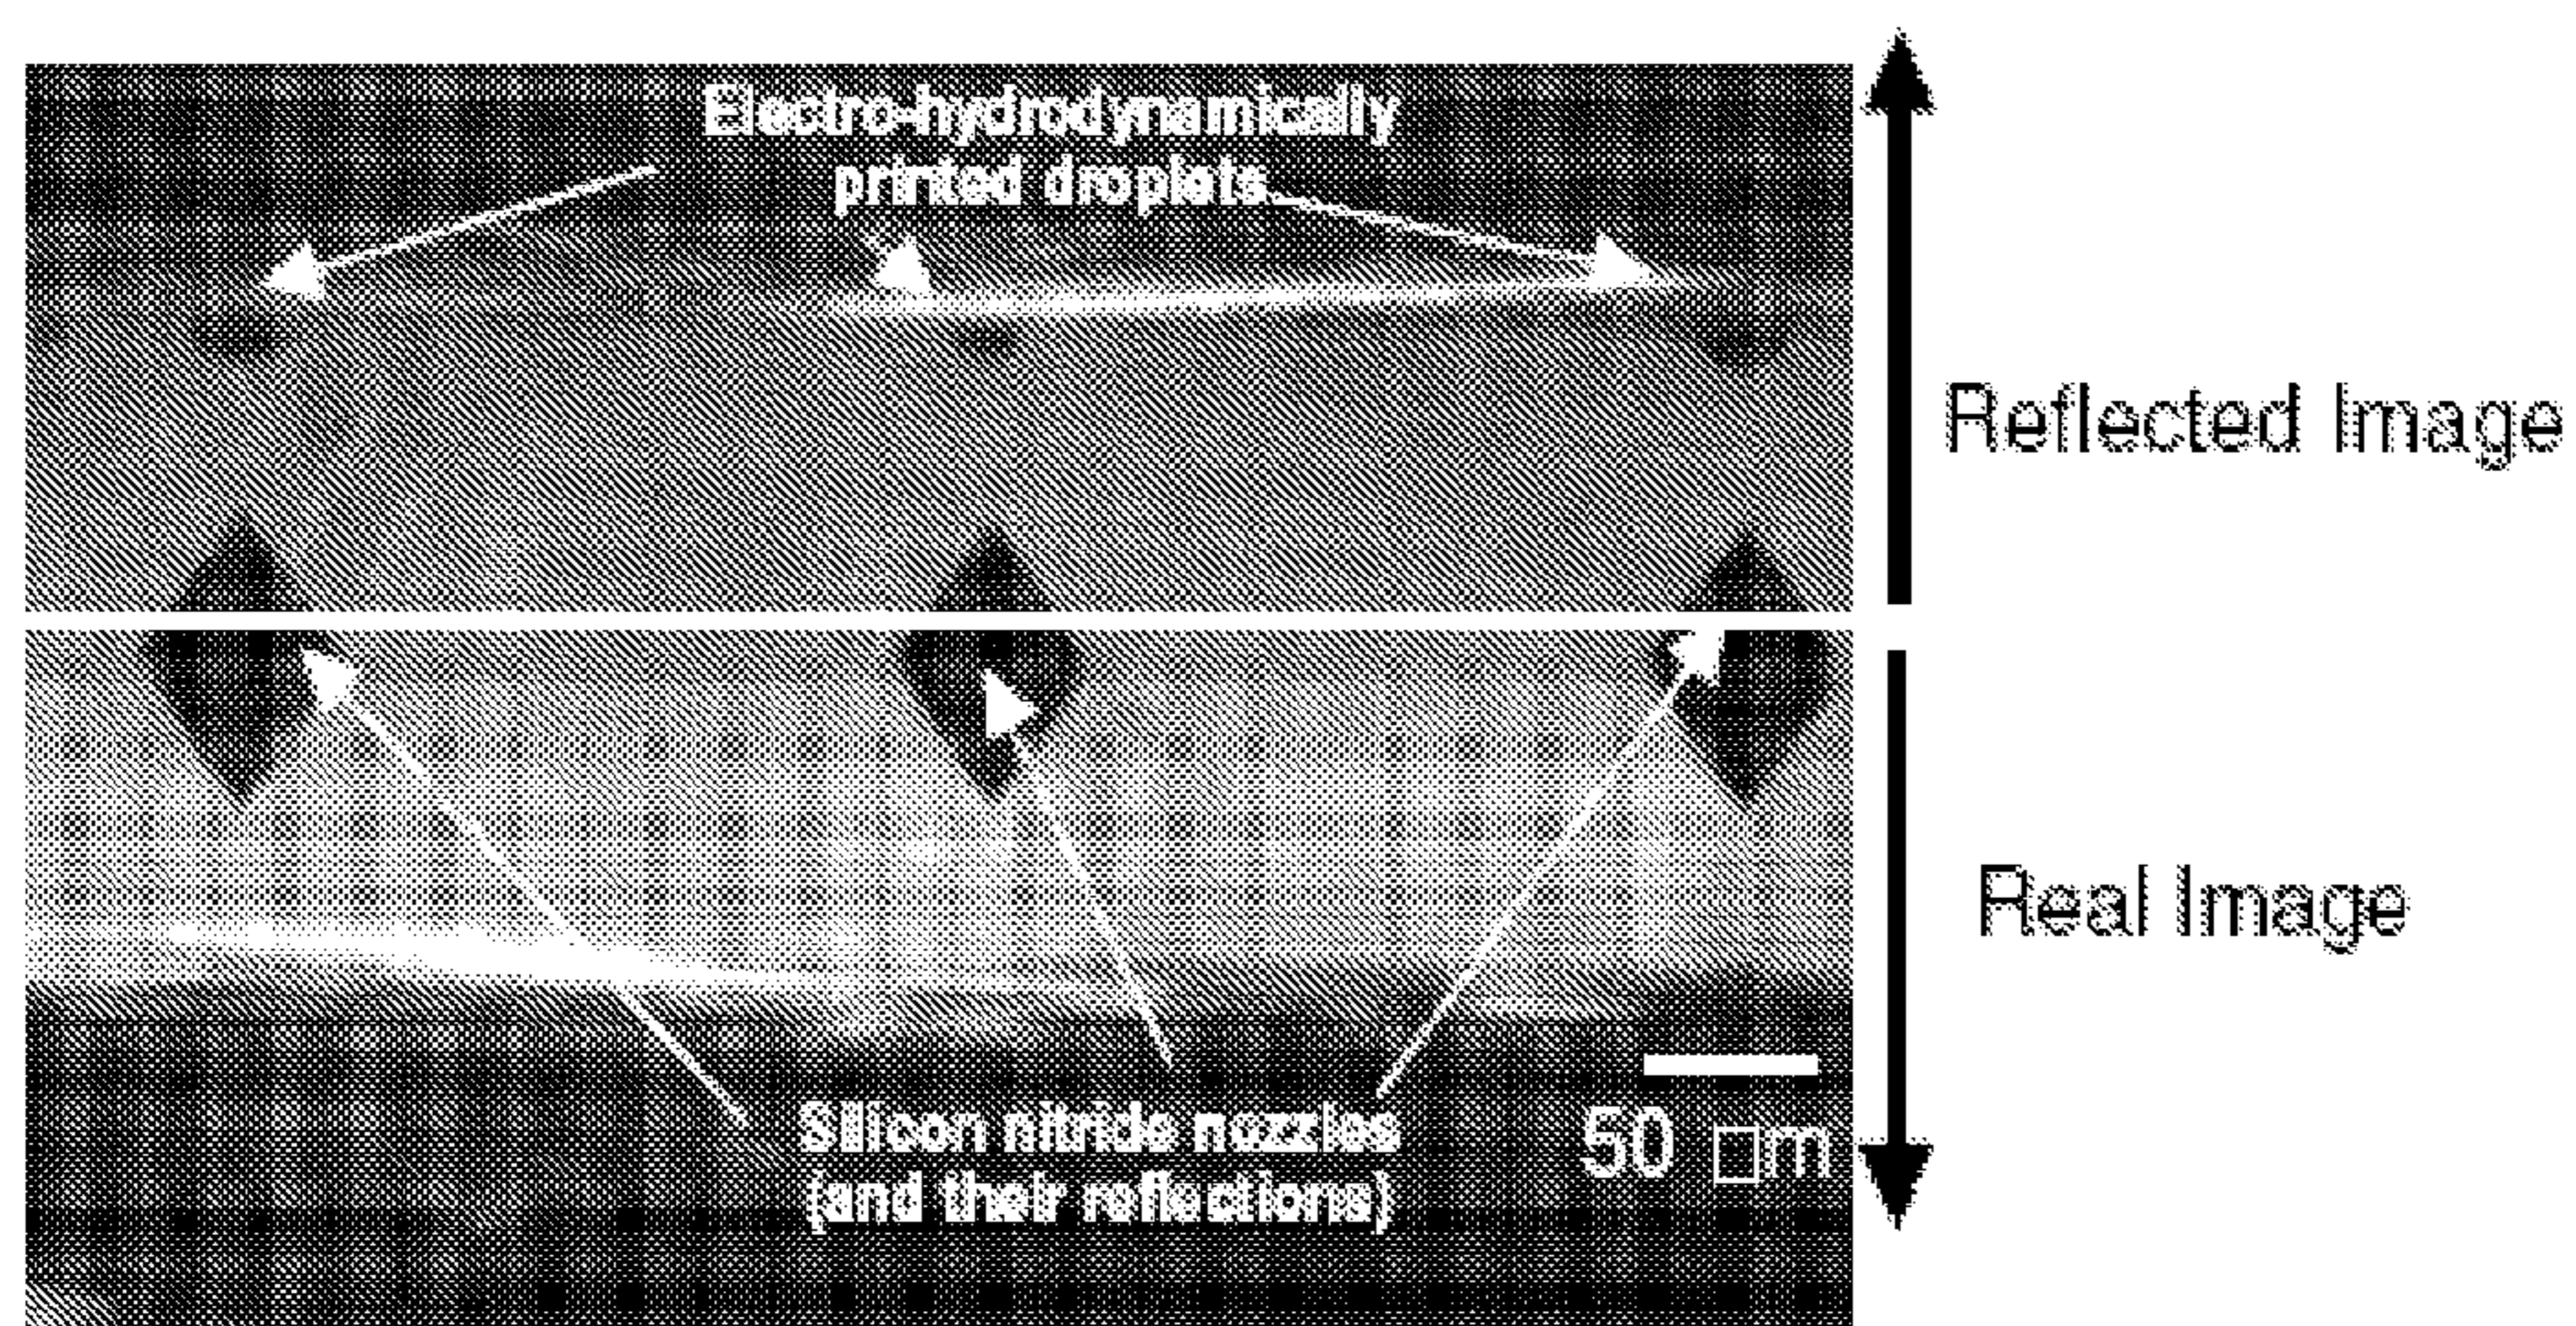 Electro-hydrodynamically
printed droplets
Reflected Image
Real Image
50 □m
Silicon nitride nozzles
(and their reflections)